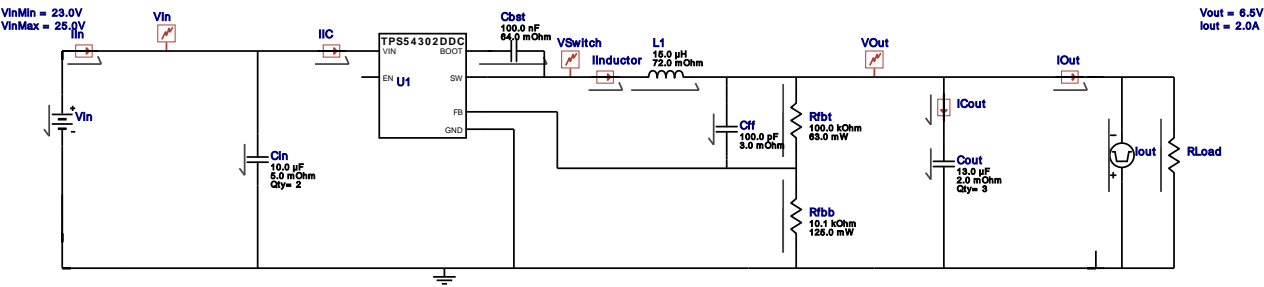 VinMin = 23.0V
VinMax = 25.0V
Iin
Vin
IIC
TPS54302DDC
VIN
BOOT
EN
U1
SW
FB
GND
Cbst
100.0 nF
64.0 mOhm
VSwitch
IInductor
L1
15.0 µH
72.0 mOhm
VOut
IOut
Vout = 6.5V
Iout = 2.0A
+
Vin
-
Cin
10.0 µF
5.0 mOhm
Qty= 2
Cff
100.0 pF
3.0 mOhm
Rfbt
100.0 kOhm
63.0 mW
Rfbb
10.1 kOhm
125.0 mW
ICout
Cout
13.0 µF
2.0 mOhm
Qty= 3
-
Iout
+
RLoad